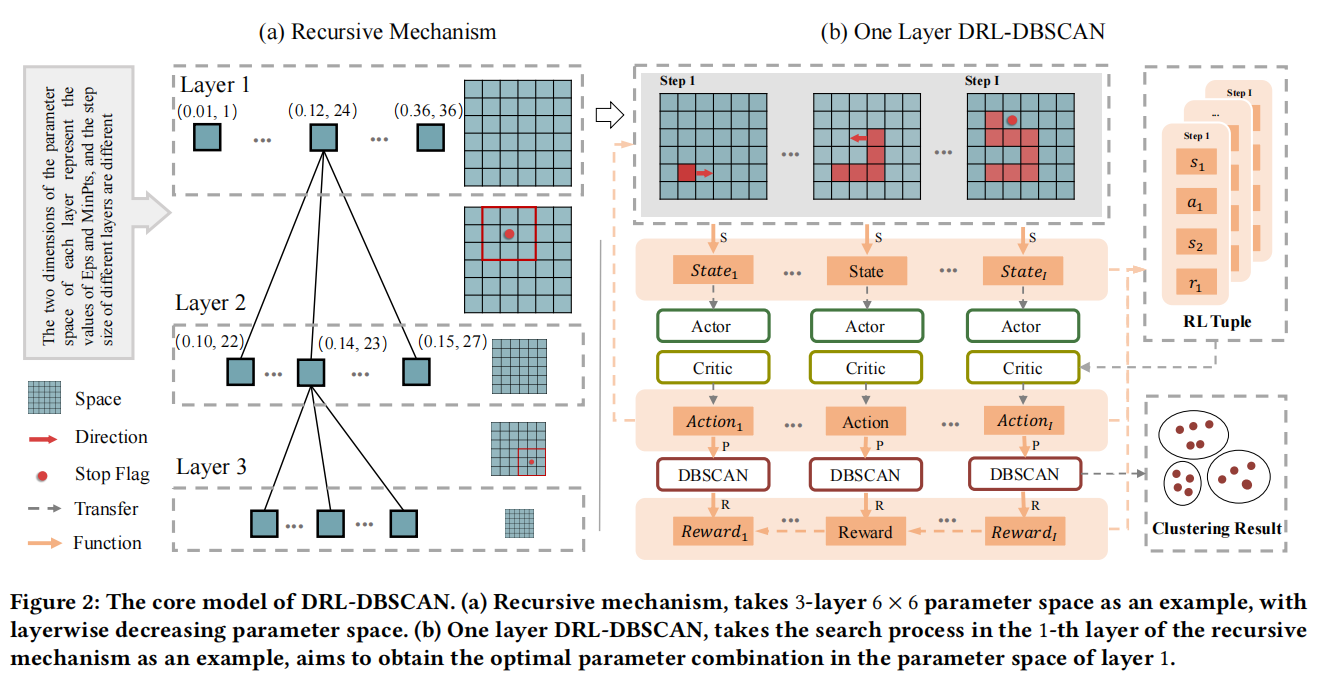 (a) Recursive Mechanism
(b) One Layer DRL-DBSCAN
The two dimensions of the parameter
space of each layer represent the
values of Eps and MinPts, and the step
size of different layers are different
Layer 1
(0.01, 1)
(0.12, 24)
(0.36, 36)
...
...
Layer 2
(0.10, 22)
(0.14, 23)
(0.15, 27)
...
...
Layer 3
...
...
Space
Direction
Stop Flag
Transfer
Function
Step 1
Step I
...
...
S
S
S
State₁
...
State
...
State_I
Actor
Actor
Actor
Critic
Critic
Critic
Action₁
...
Action
...
Action_I
P
P
P
DBSCAN
DBSCAN
DBSCAN
R
R
R
Reward₁
...
Reward
...
Reward_I
Step I
...
Step 1
s₁
a₁
s₂
r₁
RL Tuple
Clustering Result
Figure 2: The core model of DRL-DBSCAN. (a) Recursive mechanism, takes 3-layer 6 × 6 parameter space as an example, with
layerwise decreasing parameter space. (b) One layer DRL-DBSCAN, takes the search process in the 1-th layer of the recursive
mechanism as an example, aims to obtain the optimal parameter combination in the parameter space of layer 1.